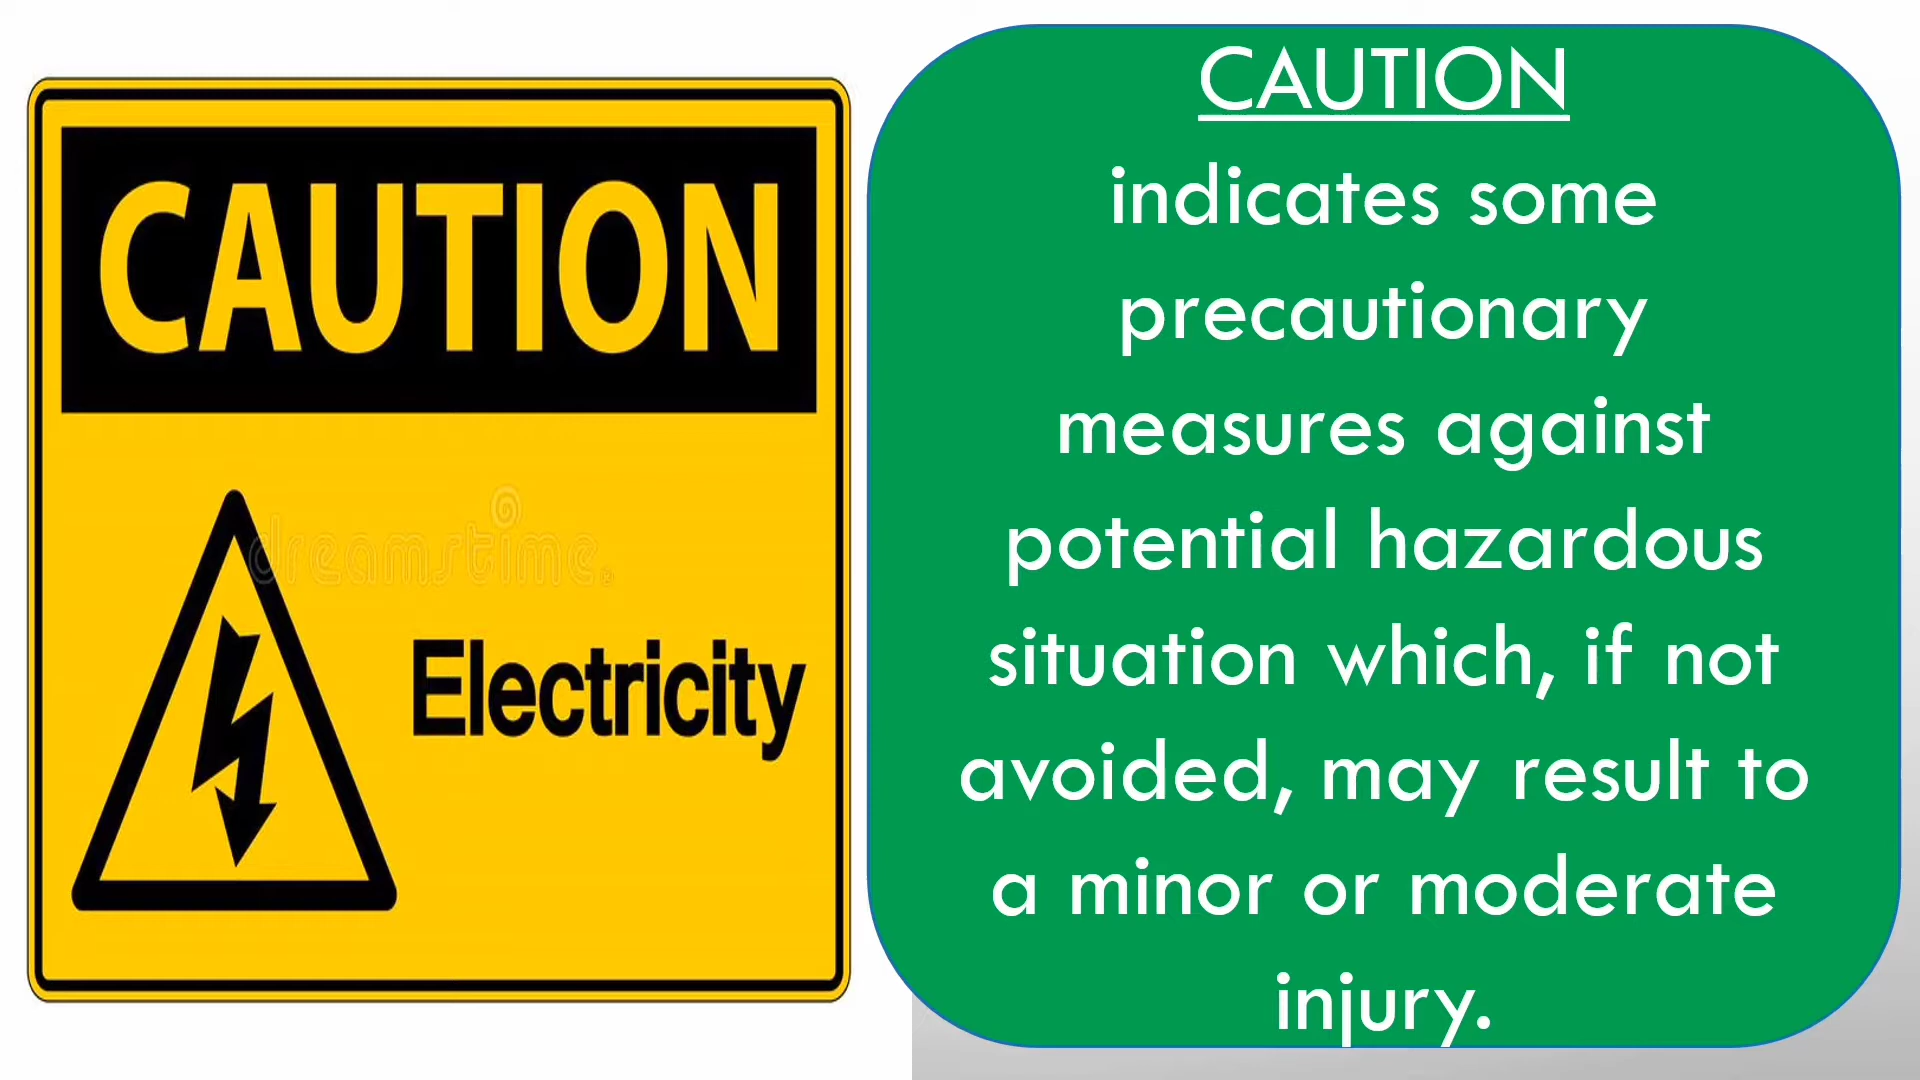 CAUTION
dreamstime
Electricity
CAUTION
indicates some
precautionary
measures against
potential hazardous
situation which, if not
avoided, may result to
a minor or moderate
injury.